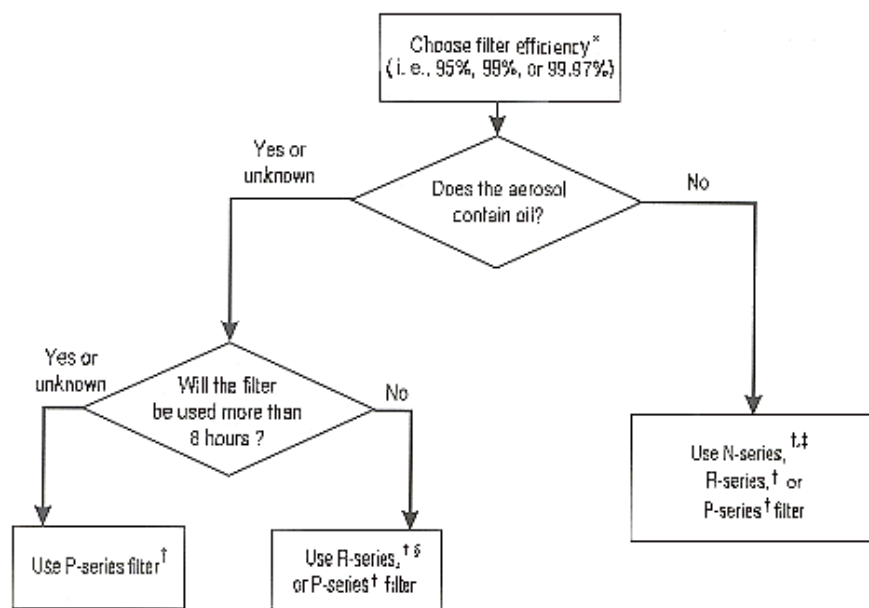 Choose filter efficiency*
(i. e., 95%, 99%, or 99.97%)
Yes or
unknown
Does the aerosol
contain oil?
No
Yes or
unknown
Will the filter
be used more than
8 hours ?
No
Use N-series, †,‡
R-series, † or
P-series † filter
Use P-series filter †
Use R-series, † §
or P-series † filter